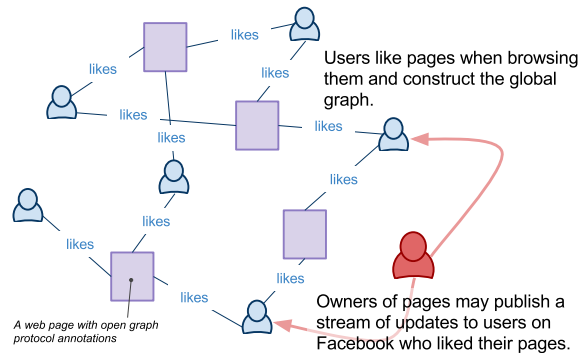 likes
likes
likes
Users like pages when browsing
them and construct the global
graph.
likes
likes
likes
likes
likes
likes
likes
likes
likes
Owners of pages may publish a
stream of updates to users on
Facebook who liked their pages.
A web page with open graph
protocol annotations